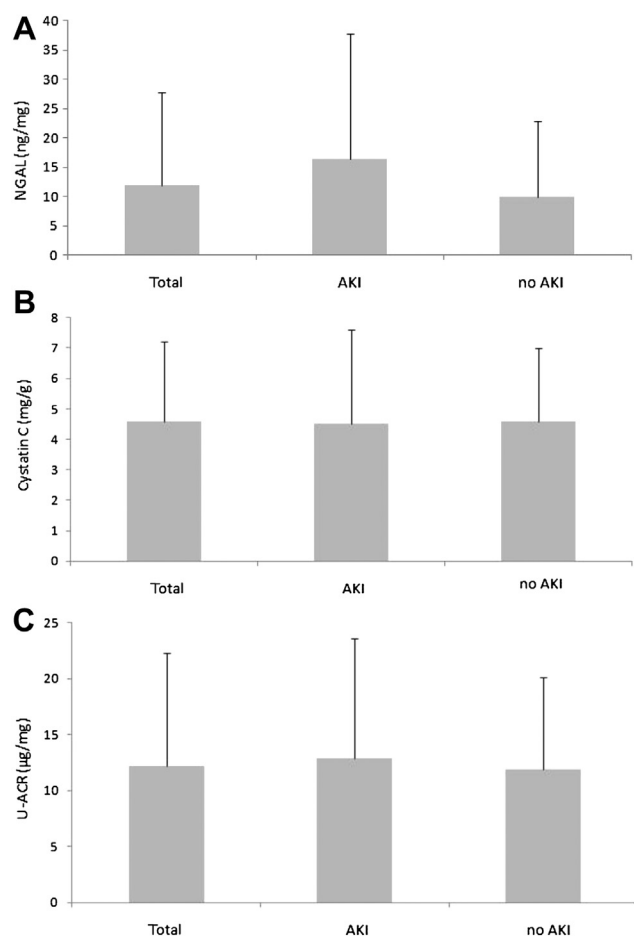 A
NGAL (ng/mg)
40
35
30
25
20
15
10
5
0
Total AKI no AKI
B
Cystatin C (mg/g)
8
7
6
5
4
3
2
1
0
Total AKI no AKI
C
U-ACR (µg/mg)
25
20
15
10
5
0
Total AKI no AKI